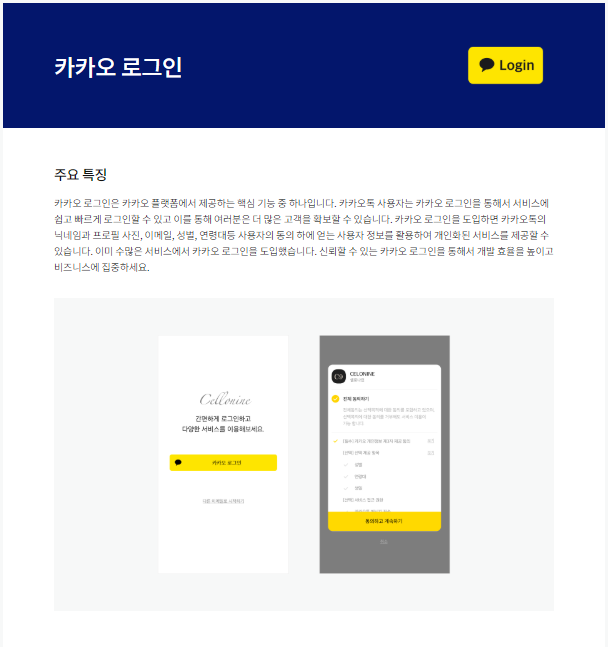 카카오 로그인
Login
주요 특징
카카오 로그인은 카카오 플랫폼에서 제공하는 핵심 기능 중 하나입니다. 카카오톡 사용자는 카카오 로그인을 통해서 서비스에
쉽고 빠르게 로그인할 수 있고 이를 통해 여러분은 더 많은 고객을 확보할 수 있습니다. 카카오 로그인을 도입하면 카카오톡의
닉네임과 프로필 사진, 이메일, 성별, 연령대등 사용자의 동의 하에 얻는 사용자 정보를 활용하여 개인화된 서비스를 제공할 수
있습니다. 이미 수많은 서비스에서 카카오 로그인을 도입했습니다. 신뢰할 수 있는 카카오 로그인을 통해서 개발 효율을 높이고
비즈니스에 집중하세요.
Cellonine
간편하게 로그인하고
다양한 서비스를 이용해보세요.
카카오 로그인
CELONINE
전체 동의하기
성별
연령대
동의하고 계속하기